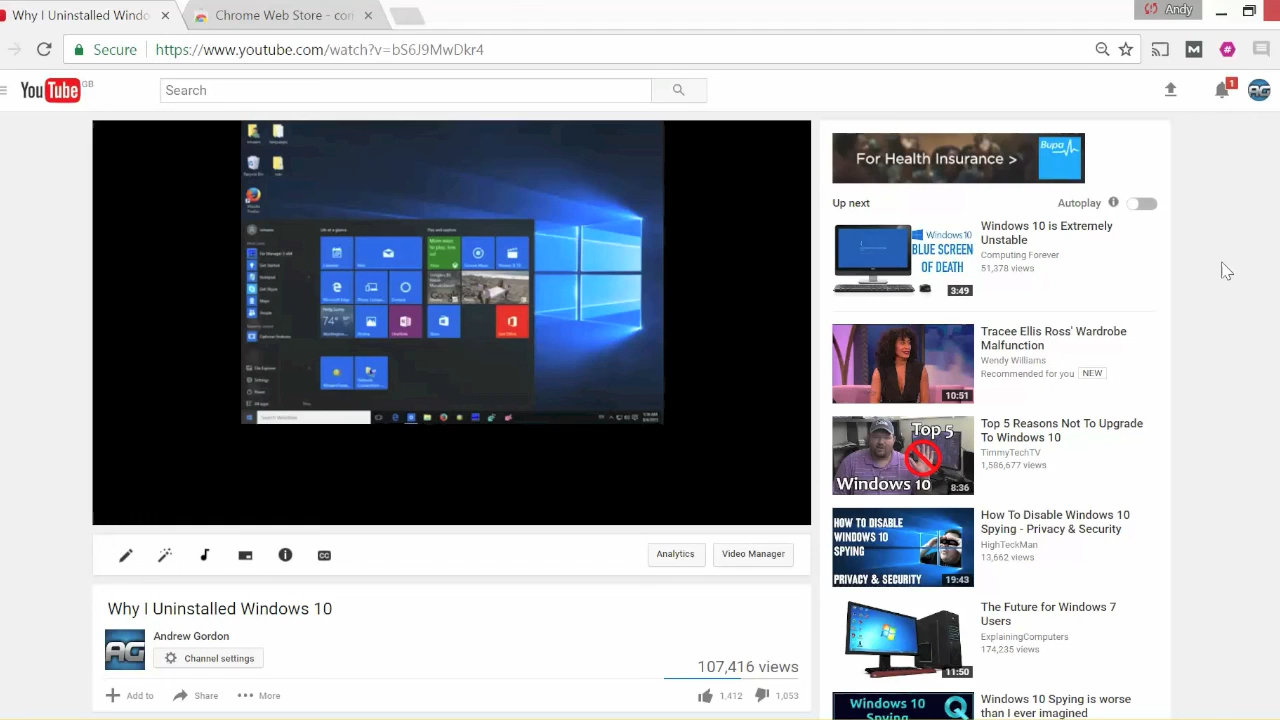 I Uninstalled Windo
Chrome Web Store - con
Andy
Secure
https://www.youtube.com/watch?v=bS6J9MwDkr4
YouTube GB
Search
1
AG
For Health Insurance >
Bupa
Up next
Autoplay
Windows 10
BLUE SCREEN
OF DEATH
3:49
Windows 10 is Extremely
Unstable
Computing Forever
51,378 views
10:51
Tracee Ellis Ross' Wardrobe
Malfunction
Wendy Williams
Recommended for you NEW
Top 5
Windows 10
8:36
Top 5 Reasons Not To Upgrade
To Windows 10
TimmyTechTV
1,586,677 views
HOW TO DISABLE
WINDOWS 10
SPYING
PRIVACY & SECURITY
19:43
How To Disable Windows 10
Spying - Privacy & Security
HighTeckMan
13,662 views
CC
Analytics
Video Manager
Why I Uninstalled Windows 10
AG
Andrew Gordon
Channel settings
107,416 views
Add to
Share
More
1,412
1,053
11:50
The Future for Windows 7
Users
ExplainingComputers
174,235 views
Windows 10
Spying
Windows 10 Spying is worse
than I ever imagined